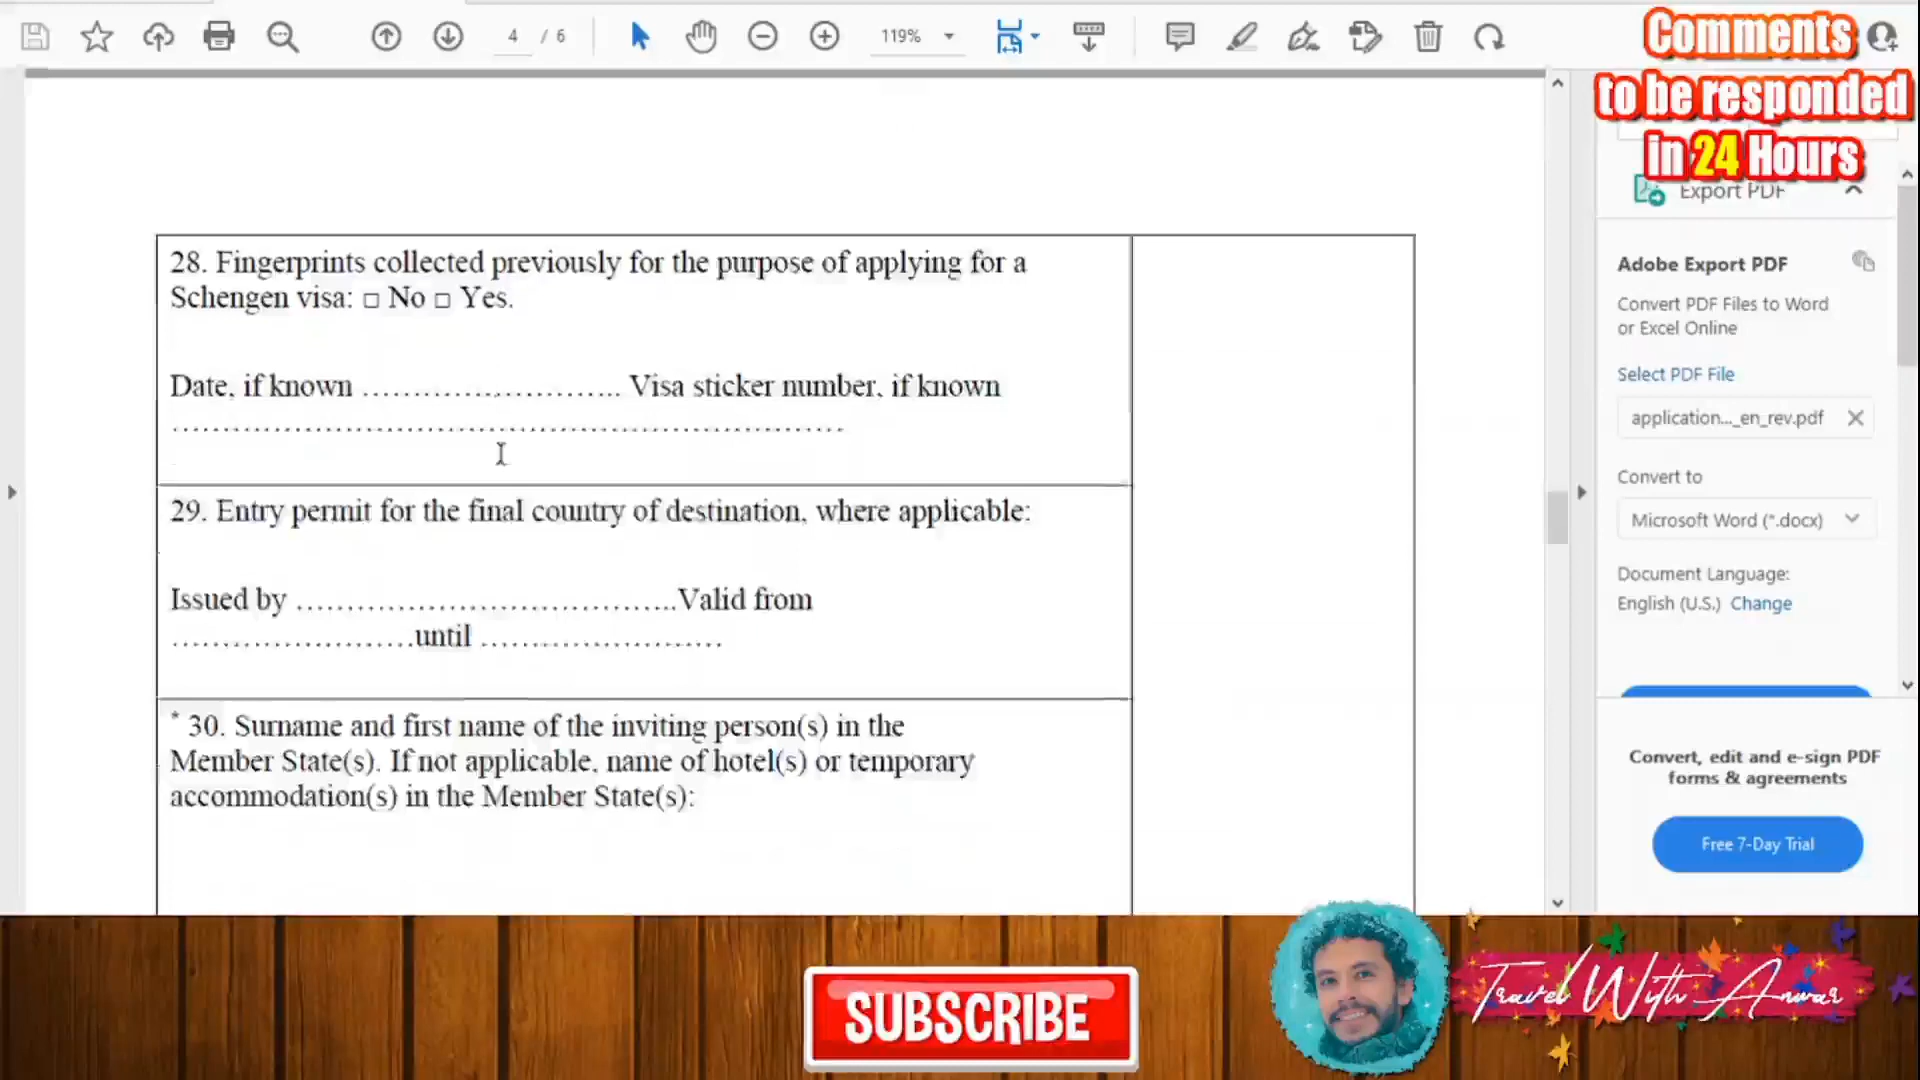 4 / 6
119%
Comments
to be responded
in 24 Hours
Export PDF
Adobe Export PDF
Convert PDF Files to Word
or Excel Online
Select PDF File
application..._en_rev.pdf
Convert to
Microsoft Word (*.docx)
Document Language:
English (U.S.) Change
Convert, edit and e-sign PDF
forms & agreements
Free 7-Day Trial
28. Fingerprints collected previously for the purpose of applying for a
Schengen visa: □ No □ Yes.
Date, if known ........................... Visa sticker number, if known
......................................................................
29. Entry permit for the final country of destination, where applicable:
Issued by ........................................Valid from
.........................until .........................
* 30. Surname and first name of the inviting person(s) in the
Member State(s). If not applicable, name of hotel(s) or temporary
accommodation(s) in the Member State(s):
SUBSCRIBE
Travel With Anwar